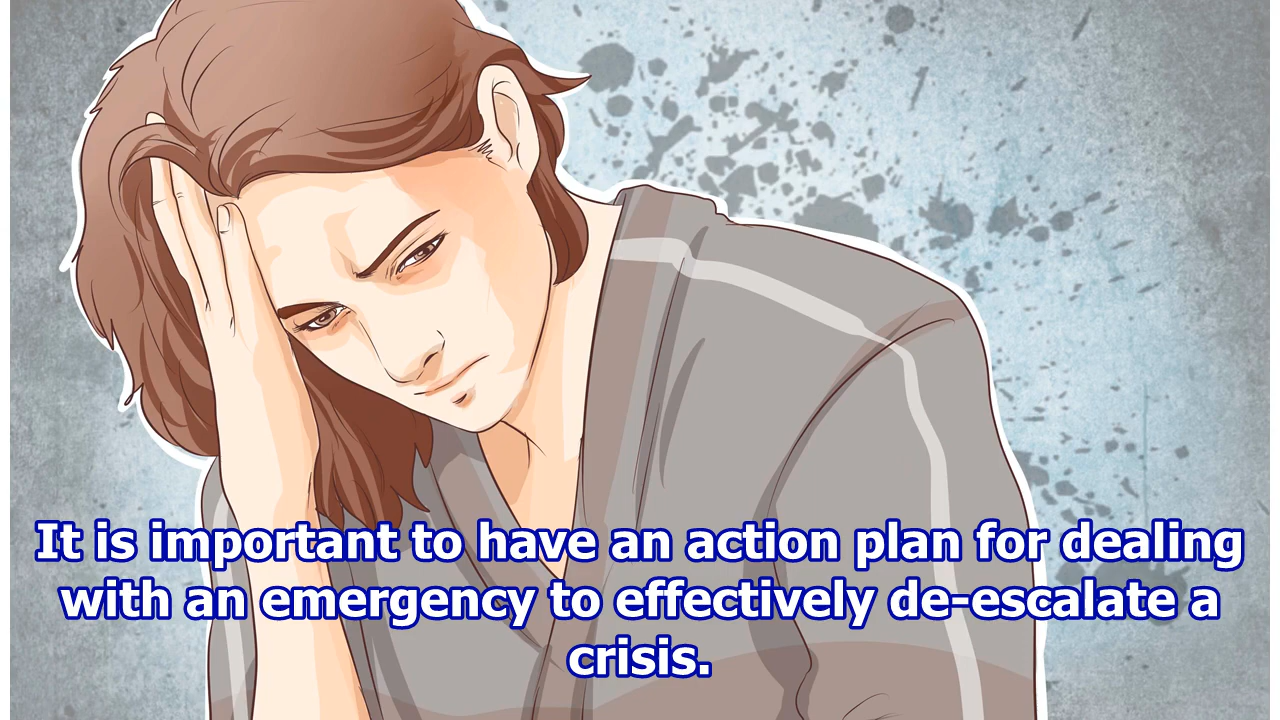 It is important to have an action plan for dealing
with an emergency to effectively de-escalate a
crisis.